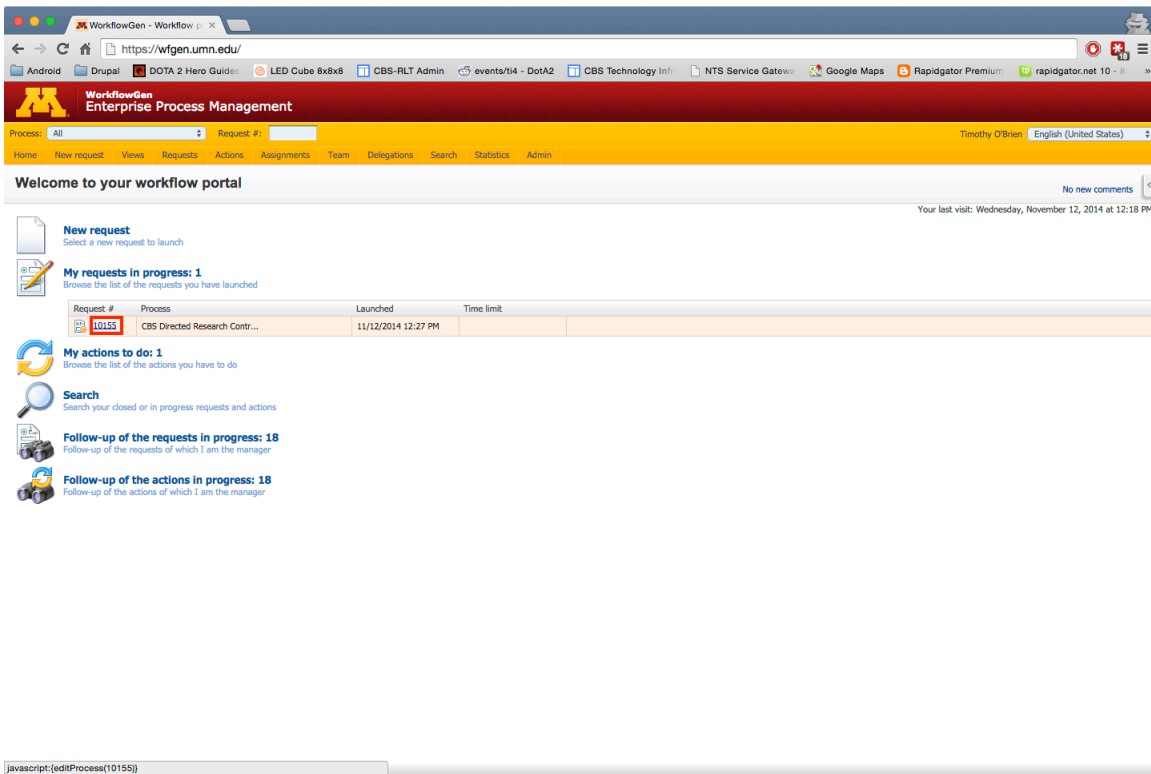 WorkflowGen - Workflow p
https://wfgen.umn.edu/
Android Drupal DOTA 2 Hero Guides LED Cube 8x8x8 CBS-RLT Admin events/ti4 - DotA2 CBS Technology Infr NTS Service Gatewa Google Maps Rapidgator Premium rapidgator.net 10 - 8 »
18
WorkflowGen
Enterprise Process Management
Process: All Request #: Timothy O'Brien English (United States)
Home New request Views Requests Actions Assignments Team Delegations Search Statistics Admin
Welcome to your workflow portal
No new comments
Your last visit: Wednesday, November 12, 2014 at 12:18 PM
New request
Select a new request to launch
My requests in progress: 1
Browse the list of the requests you have launched
Request # Process Launched Time limit
10155 CBS Directed Research Contr... 11/12/2014 12:27 PM
My actions to do: 1
Browse the list of the actions you have to do
Search
Search your closed or in progress requests and actions
Follow-up of the requests in progress: 18
Follow-up of the requests of which I am the manager
Follow-up of the actions in progress: 18
Follow-up of the actions of which I am the manager
javascript:{editProcess(10155)}